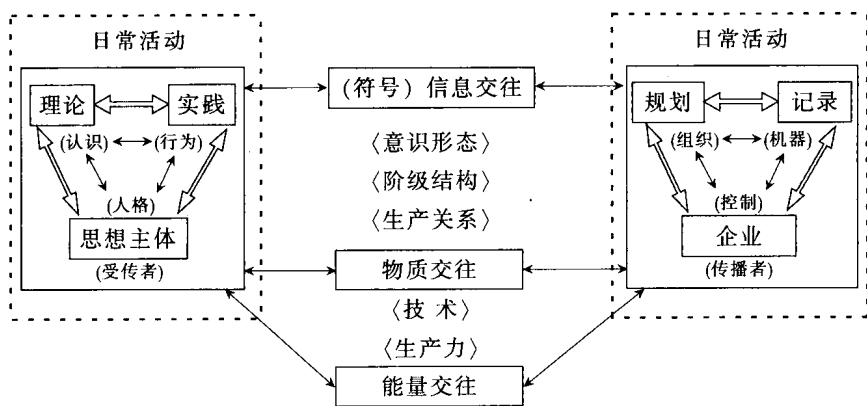 日常活动
日常活动
(符号) 信息交往
理论 实践
规划 记录
(认识) (行为)
(组织) (机器)
〈意识形态〉
〈阶级结构〉
(人格)
(控制)
〈生产关系〉
思想主体
企业
(受传者)
物质交往
(传播者)
〈技 术〉
〈生产力〉
能量交往